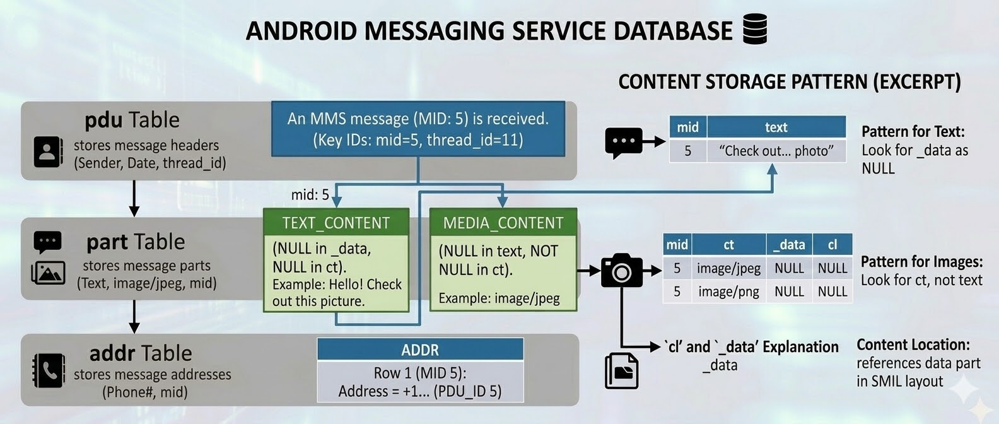 ANDROID MESSAGING SERVICE DATABASE
pdu Table
stores message headers
(Sender, Date, thread_id)
An MMS message (MID: 5) is received.
(Key IDs: mid=5, thread_id=11)
mid: 5
part Table
stores message parts
(Text, image/jpeg, mid)
TEXT_CONTENT
(NULL in _data,
NULL in ct).
Example: Hello! Check
out this picture.
MEDIA_CONTENT
(NULL in text, NOT
NULL in ct).
Example: image/jpeg
addr Table
stores message addresses
(Phone#, mid)
ADDR
Row 1 (MID 5):
Address = +1... (PDU_ID 5)
CONTENT STORAGE PATTERN (EXCERPT)
mid text
5 “Check out... photo”
Pattern for Text:
Look for _data as
NULL
mid ct _data cl
5 image/jpeg NULL NULL
5 image/png NULL NULL
Pattern for Images:
Look for ct, not text
‵cl’ and ‵_data’ Explanation
_data
Content Location:
references data part
in SMIL layout